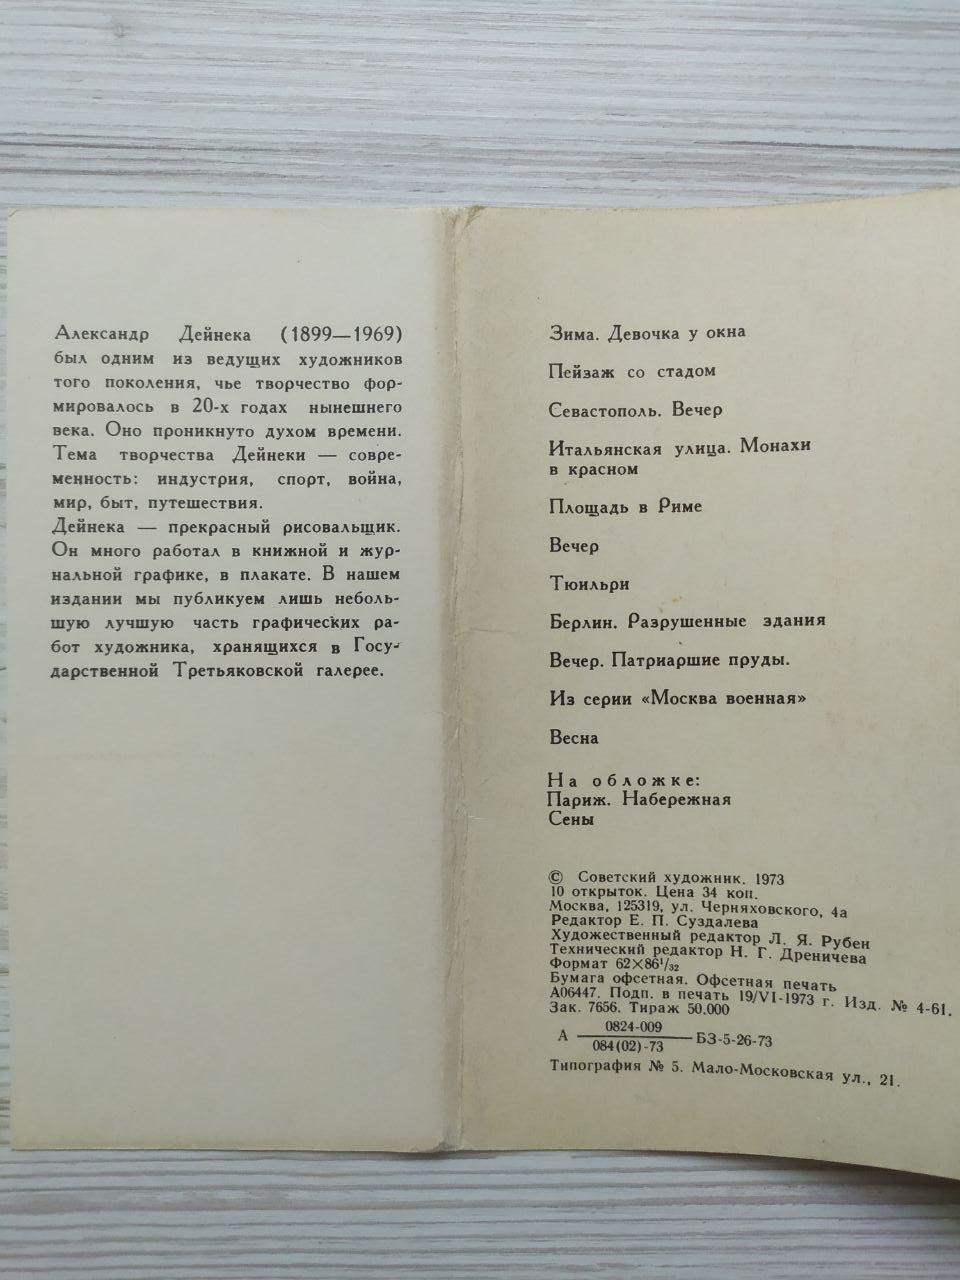 Александр Дейнека (1899—1969)
был одним из ведущих художников
того поколения, чье творчество фор-
мировалось в 20-х годах нынешнего
века. Оно проникнуто духом времени.
Тема творчества Дейнеки — совре-
менность: индустрия, спорт, война,
мир, быт, путешествия.
Дейнека — прекрасный рисовальщик.
Он много работал в книжной и жур-
нальной графике, в плакате. В нашем
издании мы публикуем лишь неболь-
шую лучшую часть графических ра-
бот художника, хранящихся в Госу-
дарственной Третьяковской галерее.
Зима. Девочка у окна
Пейзаж со стадом
Севастополь. Вечер
Итальянская улица. Монахи
в красном
Площадь в Риме
Вечер
Тюильри
Берлин. Разрушенные здания
Вечер. Патриаршие пруды.
Из серии «Москва военная»
Весна
На обложке:
Париж. Набережная
Сены
© Советский художник. 1973
10 открыток. Цена 34 коп.
Москва, 125319, ул. Черняховского, 4а
Редактор Е. П. Суздалева
Художественный редактор Л. Я. Рубен
Технический редактор Н. Г. Дреничева
Формат 62×86¹/₃₂
Бумага офсетная. Офсетная печать
А06447. Подп. в печать 19/VI-1973 г. Изд. № 4-61.
Зак. 7656. Тираж 50.000
А 0824-009
084(02)-73 БЗ-5-26-73
Типография № 5. Мало-Московская ул., 21.